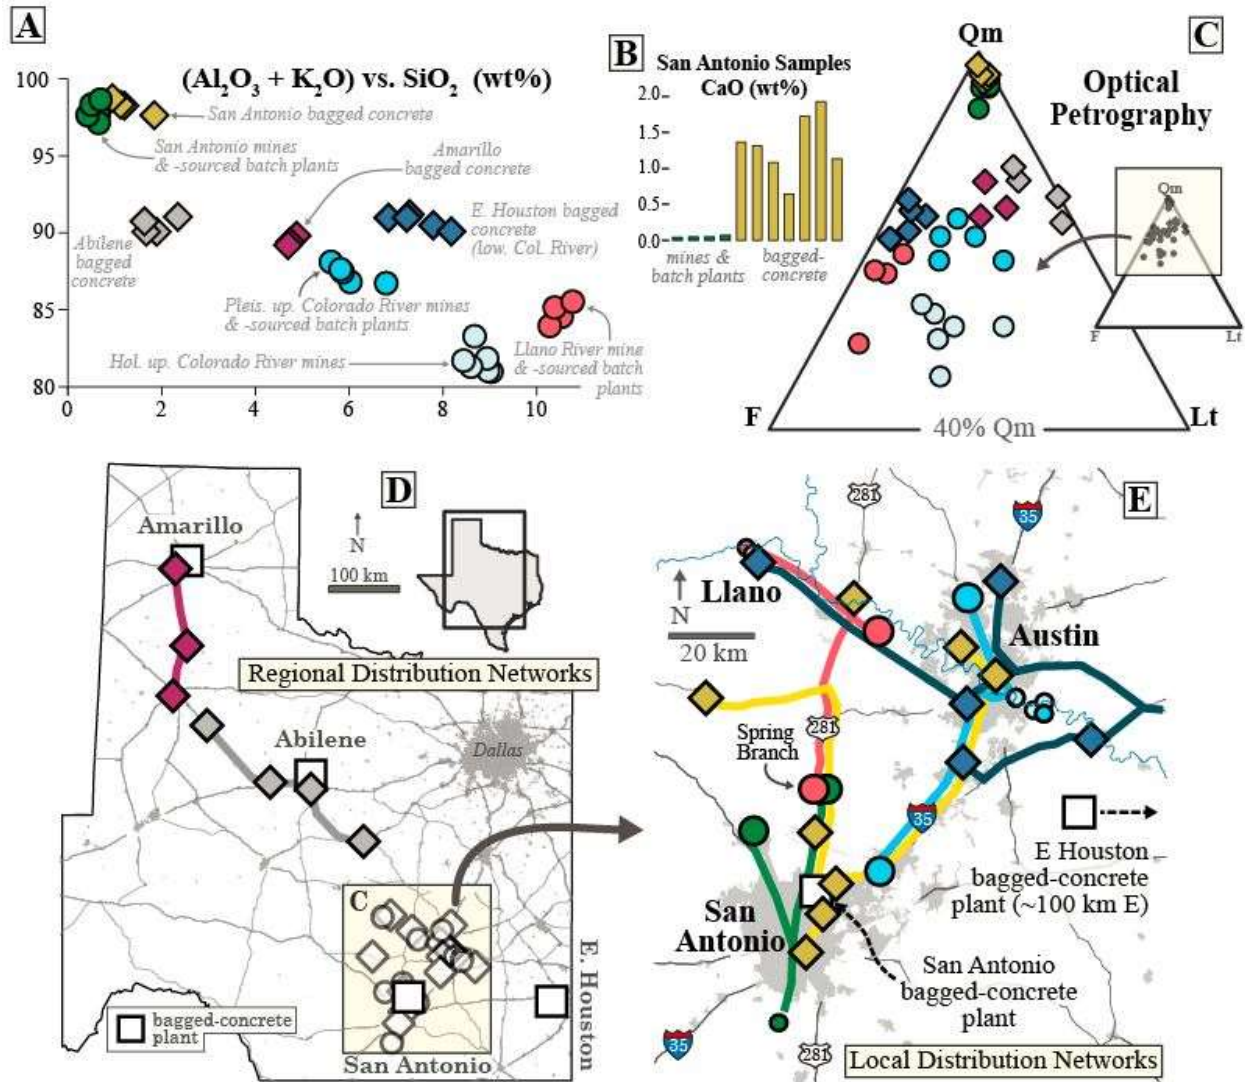 A
(Al₂O₃ + K₂O) vs. SiO₂ (wt%)
100
95
90
85
80
0
2
4
6
8
10
San Antonio bagged concrete
San Antonio mines
& -sourced batch plants
Amarillo
bagged concrete
E. Houston bagged
concrete
(low. Col. River)
Abilene
bagged
concrete
Pleis. up. Colorado River mines
& -sourced batch plants
Hol. up. Colorado River mines
Llano River mine
& -sourced batch
plants
B
San Antonio Samples
CaO (wt%)
2.0
1.5
1.0
0.5
0.0
mines &
batch plants
bagged-
concrete
C
Qm
Optical
Petrography
Qm
F
Lt
F
40% Qm
Lt
D
Amarillo
N
100 km
Regional Distribution Networks
Abilene
Dallas
C
E. Houston
bagged-concrete
plant
San Antonio
E
281
35
Llano
N
20 km
Austin
281
Spring
Branch
35
E Houston
bagged-concrete
plant (~100 km E)
San
Antonio
San Antonio
bagged-concrete
plant
35
281
Local Distribution Networks